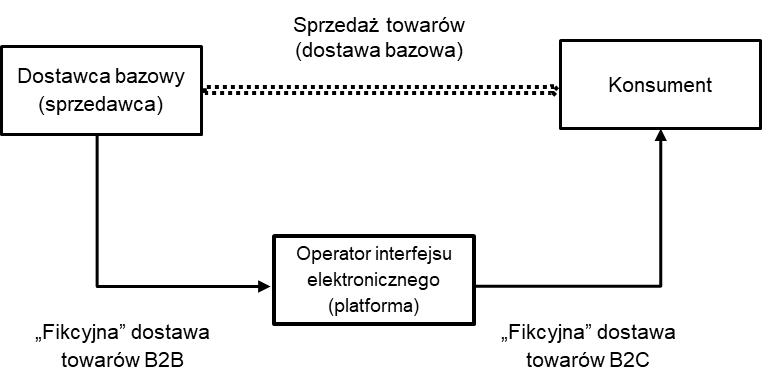 Sprzedaż towarów
(dostawa bazowa)
Dostawca bazowy
(sprzedawca)
Konsument
Operator interfejsu
elektronicznego
(platforma)
„Fikcyjna” dostawa
towarów B2B
„Fikcyjna” dostawa
towarów B2C